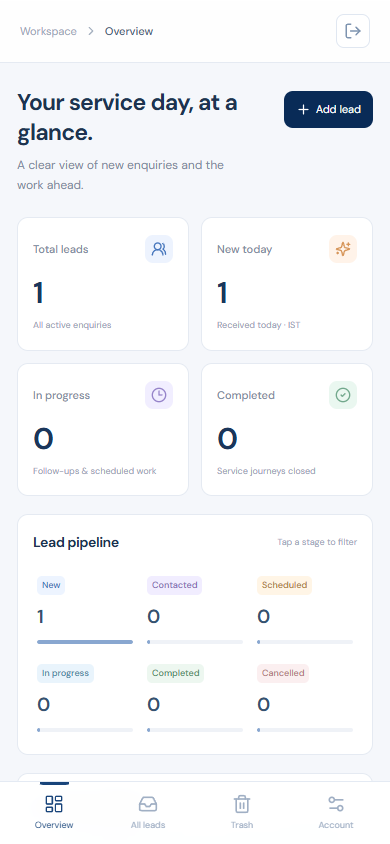 Workspace > Overview
Your service day, at a
glance.
Add lead
A clear view of new enquiries and the
work ahead.
Total leads
1
All active enquiries
New today
1
Received today · IST
In progress
0
Follow-ups & scheduled work
Completed
0
Service journeys closed
Lead pipeline
Tap a stage to filter
New
1
Contacted
0
Scheduled
0
In progress
0
Completed
0
Cancelled
0
Overview
All leads
Trash
Account